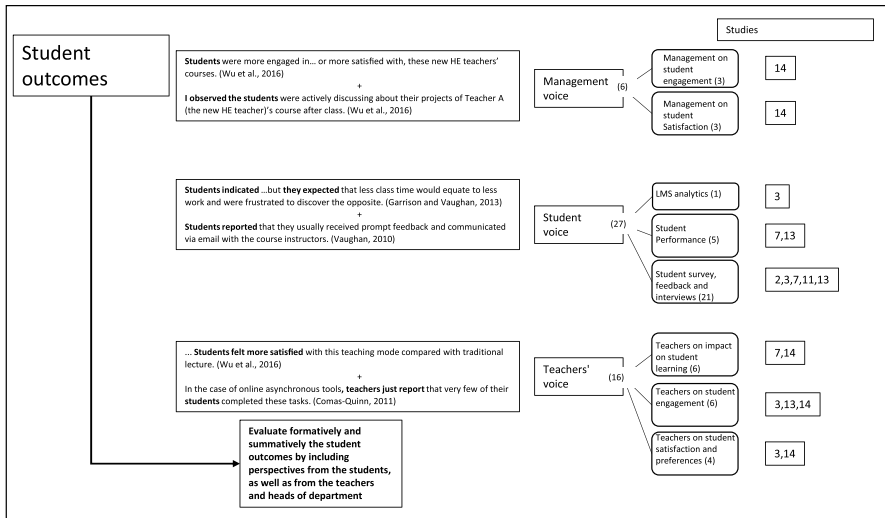 Studies
Student
outcomes
Students were more engaged in… or more satisfied with, these new HE teachers'
courses. (Wu et al., 2016)
+
I observed the students were actively discussing about their projects of Teacher A
(the new HE teacher)'s course after class. (Wu et al., 2016)
Management
voice
(6)
Management on
student
engagement (3)
14
Management on
student
Satisfaction (3)
14
Students indicated …but they expected that less class time would equate to less
work and were frustrated to discover the opposite. (Garrison and Vaughan, 2013)
+
Students reported that they usually received prompt feedback and communicated
via email with the course instructors. (Vaughan, 2010)
Student
voice
(27)
LMS analytics (1)
3
Student
Performance (5)
7,13
Student survey,
feedback and
interviews (21)
2,3,7,11,13
... Students felt more satisfied with this teaching mode compared with traditional
lecture. (Wu et al., 2016)
+
In the case of online asynchronous tools, teachers just report that very few of their
students completed these tasks. (Comas-Quinn, 2011)
Teachers'
voice
(16)
Teachers on impact
on student
learning (6)
7,14
Teachers on student
engagement (6)
3,13,14
Teachers on student
satisfaction and
preferences (4)
3,14
Evaluate formatively and
summatively the student
outcomes by including
perspectives from the students,
as well as from the teachers
and heads of department